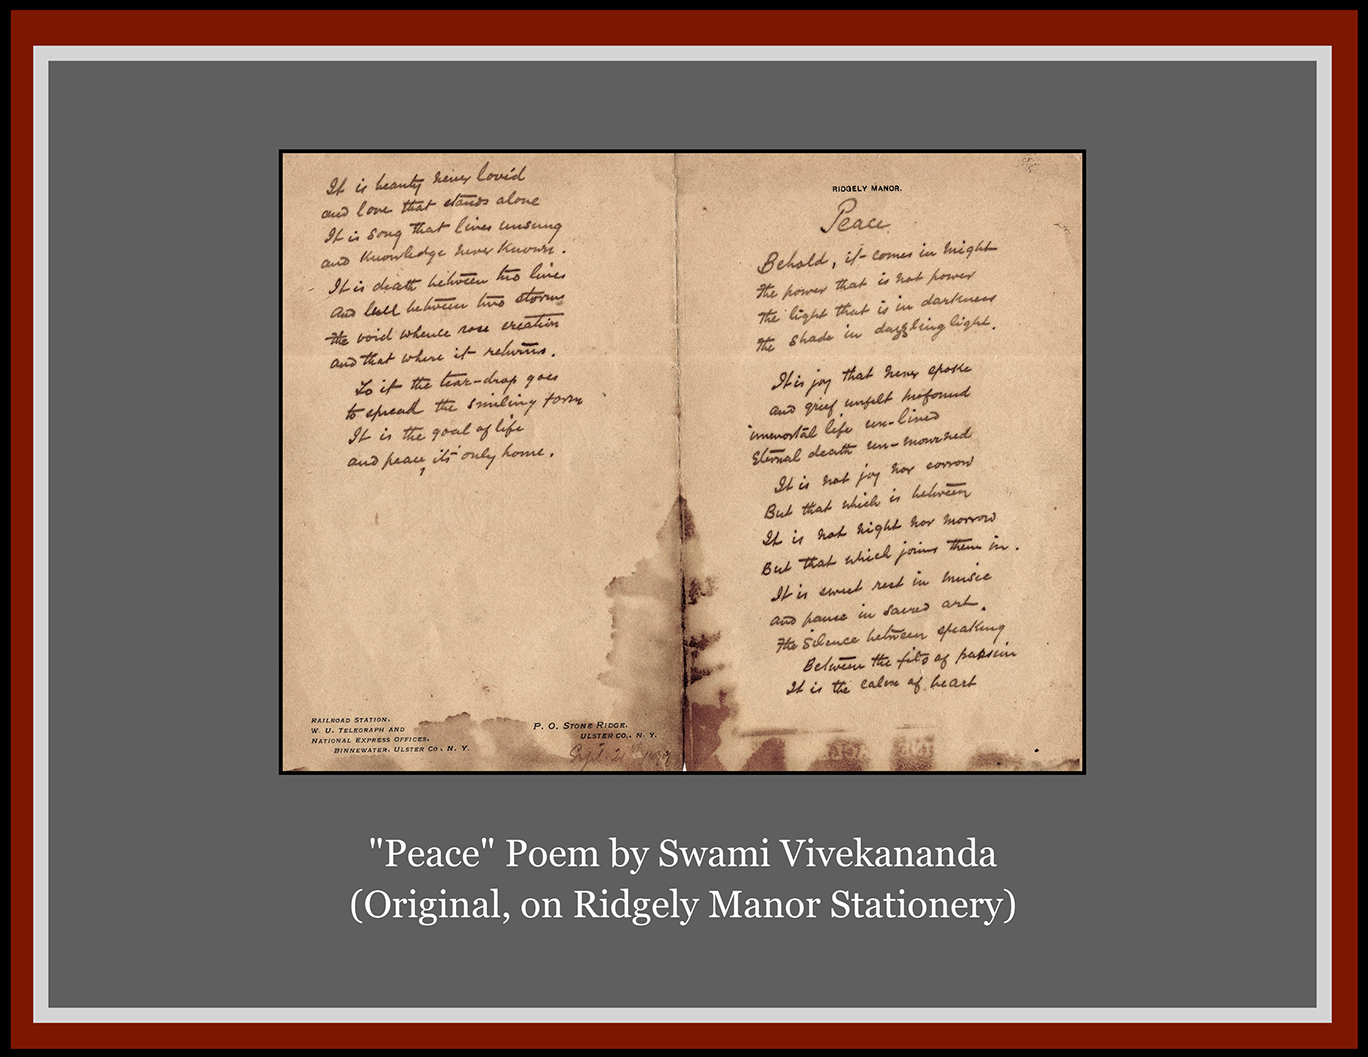 It is beauty never lov'd
and love that stands alone
It is song that lives unsung
and knowledge never known.
It is death between two lives
and lull between two storms
the void whence rose creation
and that where it returns.
To it the tear-drop goes
to spread the smiling form
It is the goal of life
and peace, its only home.
RAILROAD STATION,
W. U. TELEGRAPH AND
NATIONAL EXPRESS OFFICES,
BINNEWATER, ULSTER CO., N. Y.
P. O. STONE RIDGE,
ULSTER CO., N. Y.
Sept. 21
RIDGELY MANOR.
Peace
Behold, it comes in might
the power that is not power
the light that is in darkness
the shade in dazzling light.
It is joy that never spoke
and grief unfelt profound
immortal life un-lived
Eternal death un-mourned
It is not joy nor sorrow
But that which is between
It is not night nor morrow
But that which joins them in.
It is sweet rest in music
and pause in sacred art.
The silence between speaking
Between the fits of passion
It is the calm of heart
"Peace" Poem by Swami Vivekananda
(Original, on Ridgely Manor Stationery)